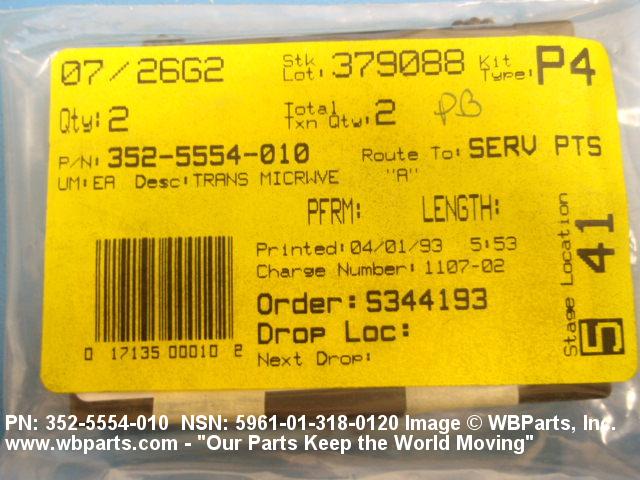 07/26G2 Stk Lot: 379088 Kit Type: P4
Qty: 2 Total Txn Qty: 2 PB
P/N: 352-5554-010 Route To: SERV PTS
UM: EA Desc: TRANS MICRWVE "A"
PFRM: LENGTH:
Printed: 04/01/93 5:53
Charge Number: 1107-02
Order: S344193
Drop Loc:
Next Drop:
0 17135 00010 2
Stage Location
41
5
PN: 352-5554-010 NSN: 5961-01-318-0120 Image © WBParts, Inc.
www.wbparts.com - "Our Parts Keep the World Moving"